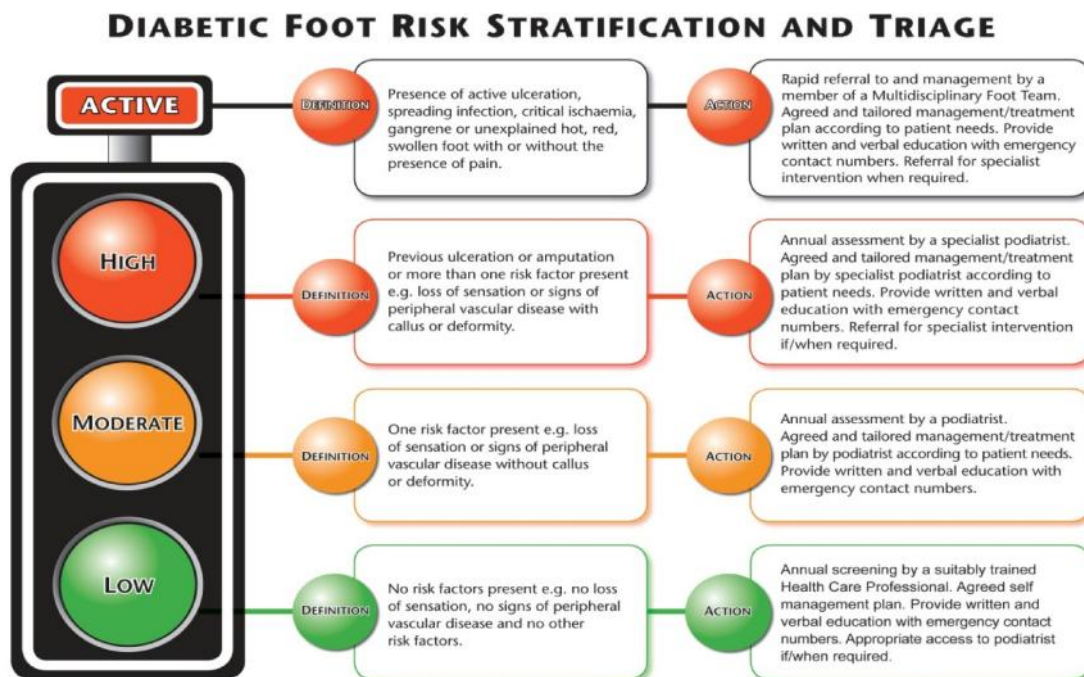 DIABETIC FOOT RISK STRATIFICATION AND TRIAGE
ACTIVE
DEFINITION
Presence of active ulceration,
spreading infection, critical ischaemia,
gangrene or unexplained hot, red,
swollen foot with or without the
presence of pain.
ACTION
Rapid referral to and management by a
member of a Multidisciplinary Foot Team.
Agreed and tailored management/treatment
plan according to patient needs. Provide
written and verbal education with emergency
contact numbers. Referral for specialist
intervention when required.
HIGH
DEFINITION
Previous ulceration or amputation
or more than one risk factor present
e.g. loss of sensation or signs of
peripheral vascular disease with
callus or deformity.
ACTION
Annual assessment by a specialist podiatrist.
Agreed and tailored management/treatment
plan by specialist podiatrist according to
patient needs. Provide written and verbal
education with emergency contact
numbers. Referral for specialist intervention
if/when required.
MODERATE
DEFINITION
One risk factor present e.g. loss
of sensation or signs of peripheral
vascular disease without callus
or deformity.
ACTION
Annual assessment by a podiatrist.
Agreed and tailored management/treatment
plan by podiatrist according to patient needs.
Provide written and verbal education with
emergency contact numbers.
LOW
DEFINITION
No risk factors present e.g. no loss
of sensation, no signs of peripheral
vascular disease and no other
risk factors.
ACTION
Annual screening by a suitably trained
Health Care Professional. Agreed self
management plan. Provide written and
verbal education with emergency contact
numbers. Appropriate access to podiatrist
if/when required.